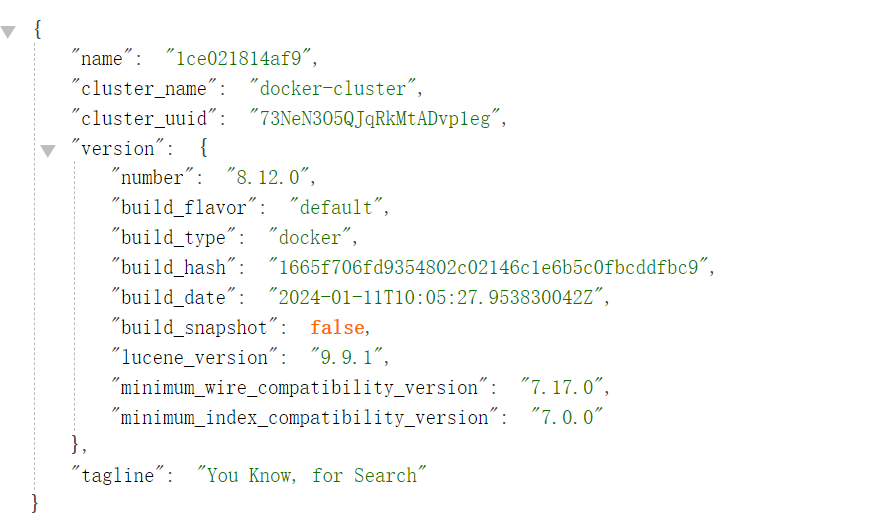 {
"name": "1ce021814af9",
"cluster_name": "docker-cluster",
"cluster_uuid": "73NeN3O5QJqRkMtADvp1eg",
"version": {
"number": "8.12.0",
"build_flavor": "default",
"build_type": "docker",
"build_hash": "1665f706fd9354802c02146c1e6b5c0fbcddfbc9",
"build_date": "2024-01-11T10:05:27.953830042Z",
"build_snapshot": false,
"lucene_version": "9.9.1",
"minimum_wire_compatibility_version": "7.17.0",
"minimum_index_compatibility_version": "7.0.0"
},
"tagline": "You Know, for Search"
}